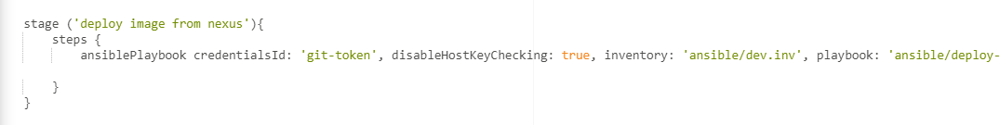 stage ('deploy image from nexus'){
    steps {
        ansiblePlaybook credentialsId: 'git-token', disableHostKeyChecking: true, inventory: 'ansible/dev.inv', playbook: 'ansible/deploy-
    }
}